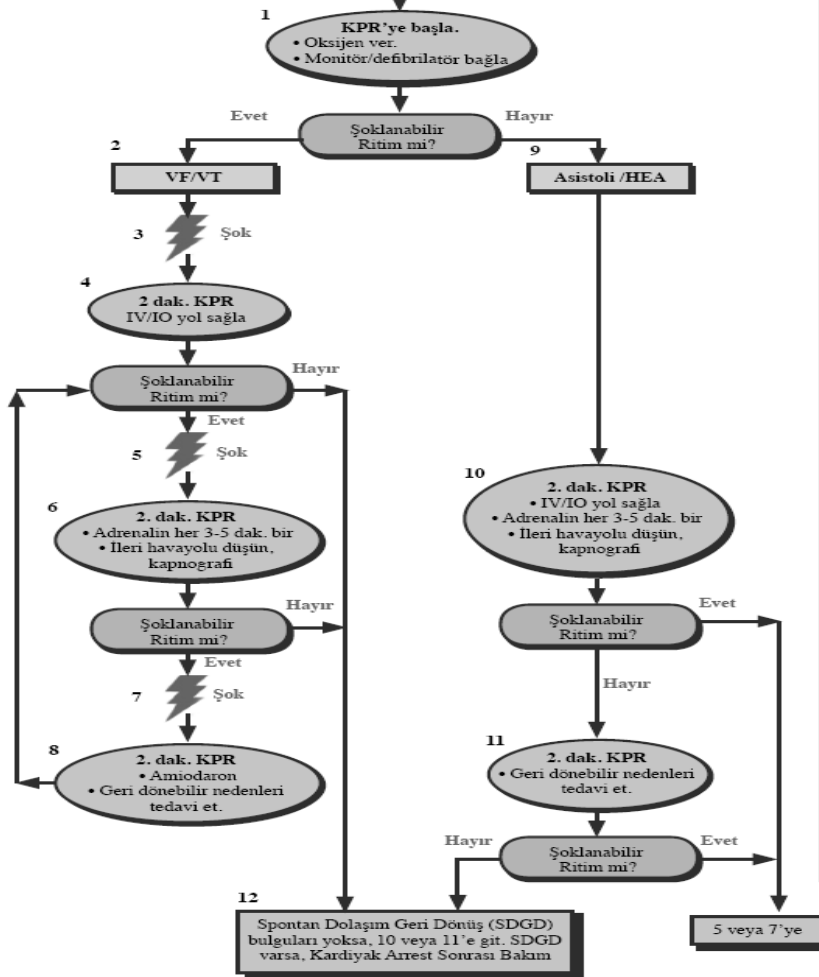 1
KPR’ye başla.
• Oksijen ver.
• Monitör/defibrilatör bağla
Evet
Şoklanabilir
Ritim mi?
Hayır
2
VF/VT
9
Asistoli /HEA
3
Şok
4
2 dak. KPR
IV/IO yol sağla
Şoklanabilir
Ritim mi?
Hayır
Evet
5
Şok
6
2. dak. KPR
• Adrenalin her 3-5 dak. bir
• İleri havayolu düşün,
kapnografi
Şoklanabilir
Ritim mi?
Hayır
Evet
7
Şok
8
2. dak. KPR
• Amiodaron
• Geri dönebilir nedenleri
tedavi et.
10
2. dak. KPR
• IV/IO yol sağla
• Adrenalin her 3-5 dak. bir
• İleri havayolu düşün,
kapnografi
Şoklanabilir
Ritim mi?
Evet
Hayır
11
2. dak. KPR
• Geri dönebilir nedenleri
tedavi et.
Hayır
Şoklanabilir
Ritim mi?
Evet
12
Spontan Dolaşım Geri Dönüş (SDGD)
bulguları yoksa, 10 veya 11’e git. SDGD
varsa, Kardiyak Arrest Sonrası Bakım
5 veya 7’ye